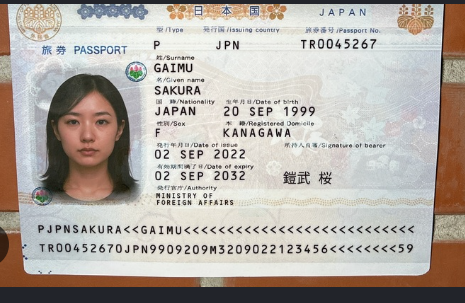 日本国 JAPAN
型/Type 発行国/Issuing country 旅券番号/Passport No.
旅券 PASSPORT P JPN TR0045267
姓/Surname
GAIMU
名/Given name
SAKURA
国籍/Nationality 生年月日/Date of birth
JAPAN 20 SEP 1999
性別/Sex 本籍/Registered Domicile
F KANAGAWA
発行年月日/Date of issue 所持人自署/Signature of bearer
02 SEP 2022
有効期間満了日/Date of expiry
02 SEP 2032 鎧武 桜
発行官庁/Authority
MINISTRY OF
FOREIGN AFFAIRS
PJPNSAKURA<<GAIMU<<<<<<<<<<<<<<<<<<<<<<<<<<<
TR00452670JPN9909209M3209022123456<<<<<<<<59